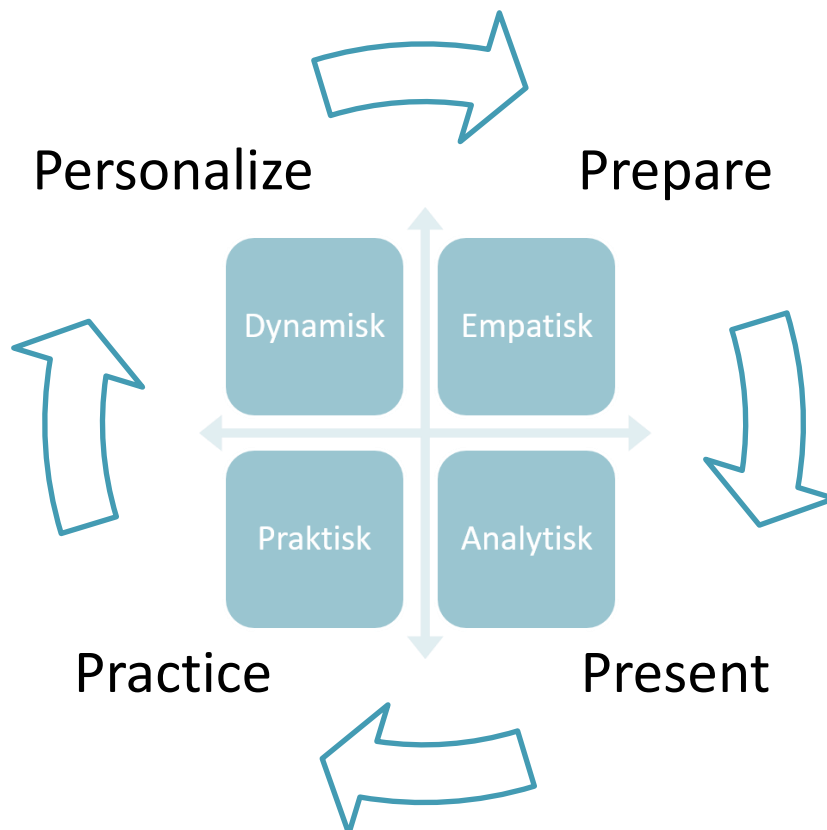 Personalize
Prepare
Dynamisk
Empatisk
Praktisk
Analytisk
Practice
Present